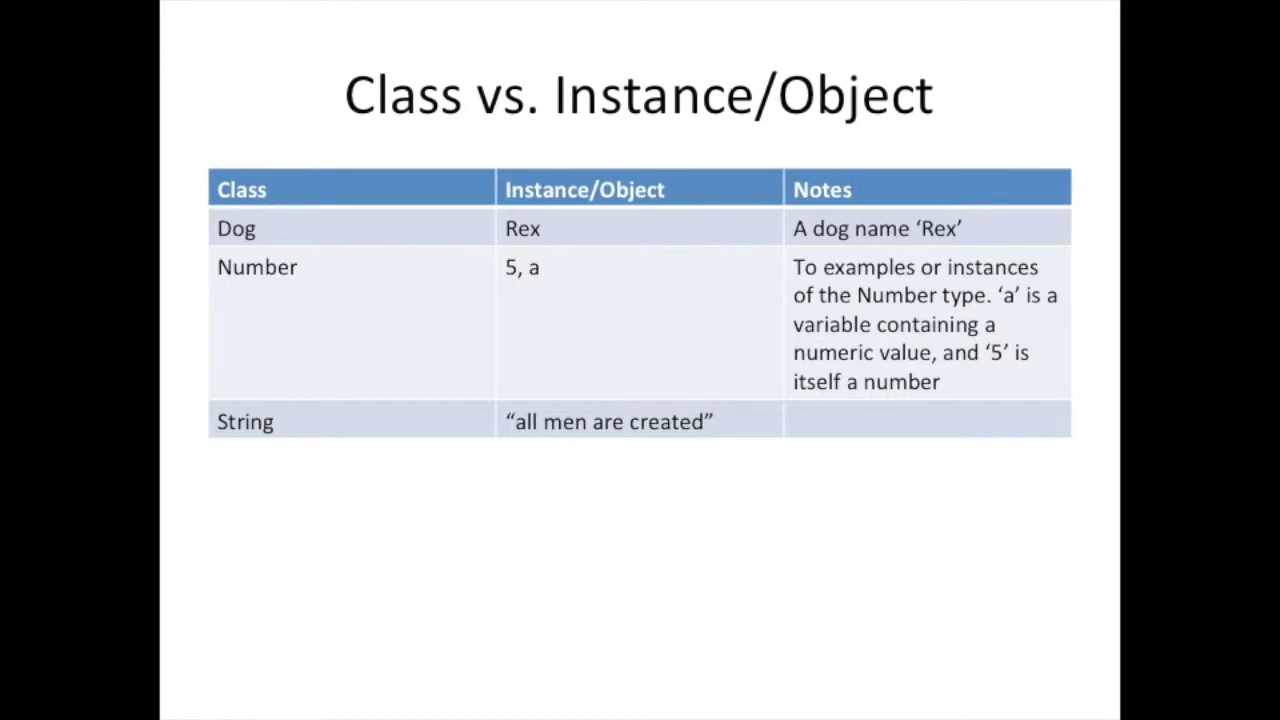 Class vs. Instance/Object
Class Instance/Object Notes
Dog Rex A dog name ‘Rex’
Number 5, a To examples or instances
of the Number type. ‘a’ is a
variable containing a
numeric value, and ‘5’ is
itself a number
String “all men are created”